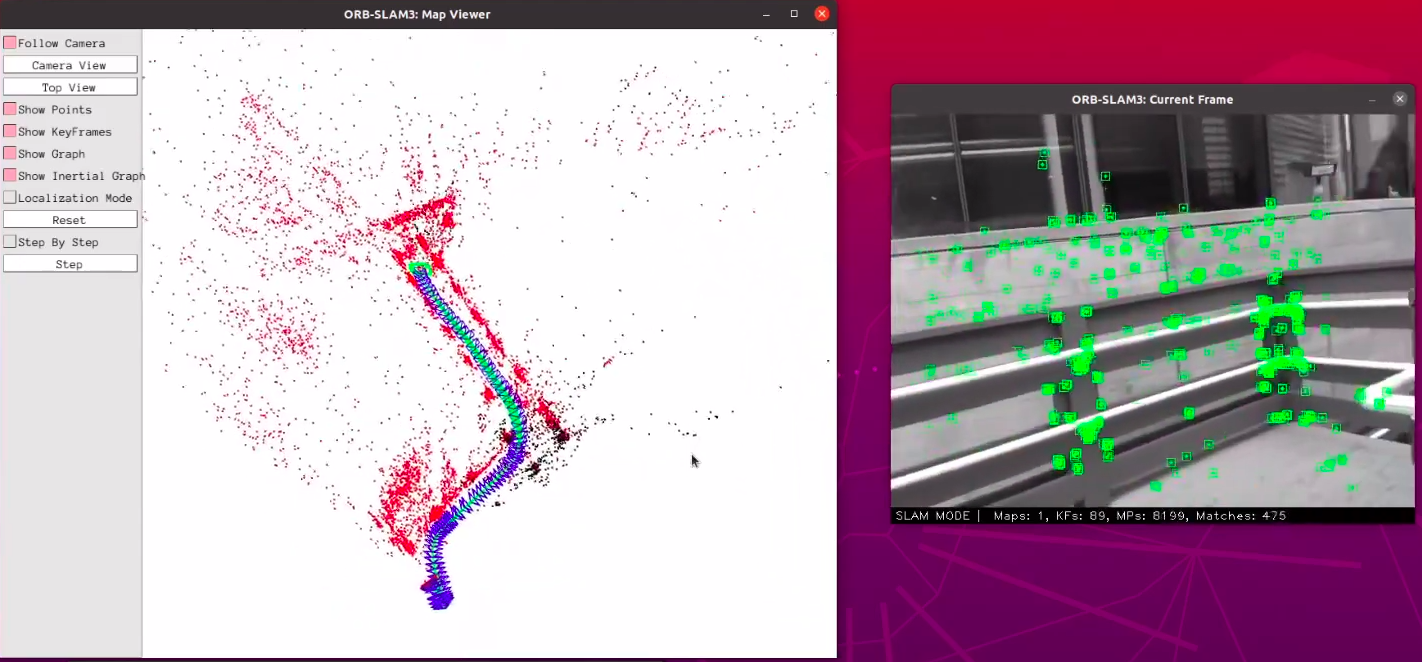 ORB-SLAM3: Map Viewer
Follow Camera
Camera View
Top View
Show Points
Show KeyFrames
Show Graph
Show Inertial Graph
Localization Mode
Reset
Step By Step
Step
ORB-SLAM3: Current Frame
SLAM MODE | Maps: 1, KFs: 89, MPs: 8199, Matches: 475